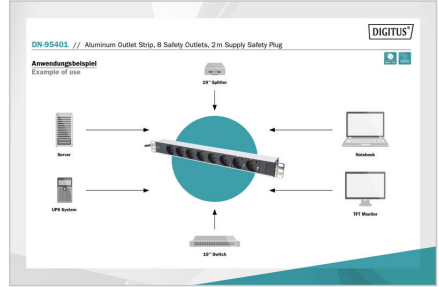 DIGITUS®
DN-95401 // Aluminum Outlet Strip, 8 Safety Outlets, 2 m Supply Safety Plug
Anwendungsbeispiel
Example of use
19" Splitter
Server
Notebook
UPS System
TFT Monitor
19" Switch